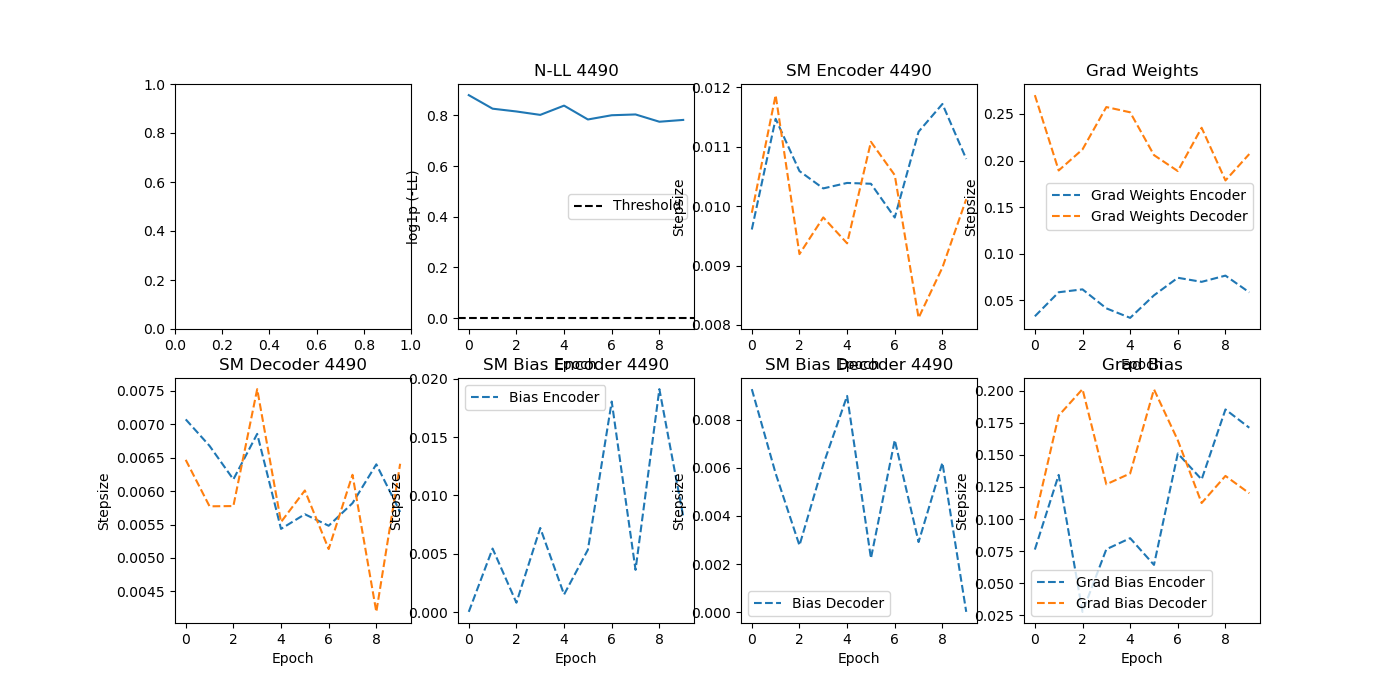 N-LL 4490
SM Encoder 4490
Grad Weights
1.0
0.8
0.6
0.4
0.2
0.0
0.0 0.2 0.4 0.6 0.8 1.0
log1p (-LL)
0.8
0.6
0.4
0.2
0.0
Threshold
0 2 4 6 8
Epoch
Stepsize
0.012
0.011
0.010
0.009
0.008
0 2 4 6 8
Epoch
Stepsize
0.25
0.20
0.15
0.10
0.05
Grad Weights Encoder
Grad Weights Decoder
0 2 4 6 8
Epoch
SM Decoder 4490
SM Bias Encoder 4490
SM Bias Decoder 4490
Grad Bias
Stepsize
0.0075
0.0070
0.0065
0.0060
0.0055
0.0050
0.0045
0 2 4 6 8
Epoch
Stepsize
0.020
0.015
0.010
0.005
0.000
Bias Encoder
0 2 4 6 8
Epoch
Stepsize
0.008
0.006
0.004
0.002
0.000
Bias Decoder
0 2 4 6 8
Epoch
Stepsize
0.200
0.175
0.150
0.125
0.100
0.075
0.050
0.025
Grad Bias Encoder
Grad Bias Decoder
0 2 4 6 8
Epoch